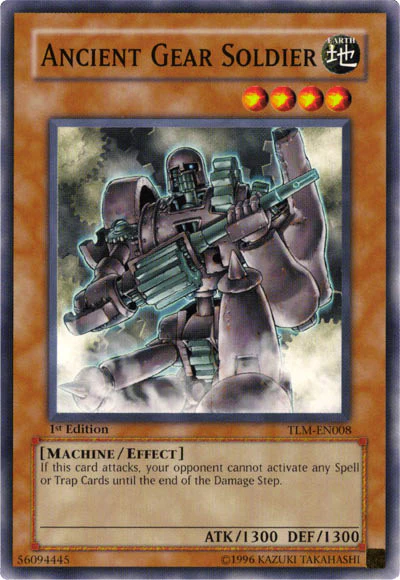 ANCIENT GEAR SOLDIER
EARTH
地
1st Edition
TLM-EN008
[MACHINE/EFFECT]
If this card attacks, your opponent cannot activate any Spell
or Trap Cards until the end of the Damage Step.
ATK/1300 DEF/1300
56094445
©1996 KAZUKI TAKAHASHI